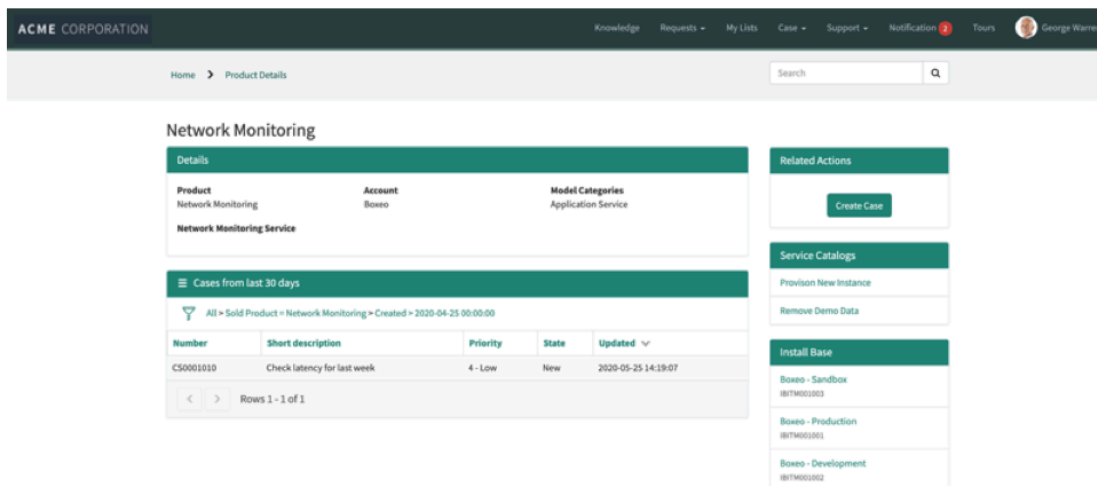 ACME CORPORATION
Knowledge Requests My Lists Case Support Notification 2 Tours George Warre
Home > Product Details
Search
Network Monitoring
Details
Product Account Model Categories
Network Monitoring Boxeo Application Service
Network Monitoring Service
Cases from last 30 days
All > Sold Product = Network Monitoring > Created > 2020-04-25 00:00:00
Number Short description Priority State Updated
CS0001010 Check latency for last week 4 - Low New 2020-05-25 14:19:07
< > Rows 1 - 1 of 1
Related Actions
Create Case
Service Catalogs
Provison New Instance
Remove Demo Data
Install Base
Boxeo - Sandbox
IBITM001003
Boxeo - Production
IBITM001001
Boxeo - Development
IBITM001002